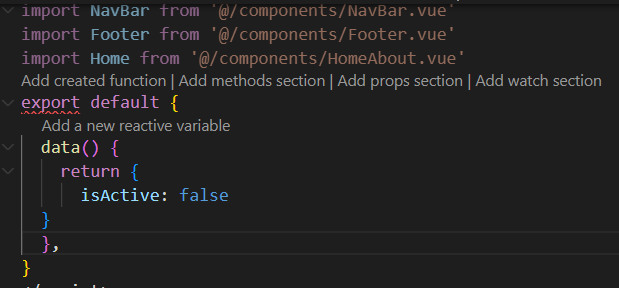 import NavBar from '@/components/NavBar.vue'
import Footer from '@/components/Footer.vue'
import Home from '@/components/HomeAbout.vue'
Add created function | Add methods section | Add props section | Add watch section
export default {
Add a new reactive variable
data() {
return {
isActive: false
}
},
}